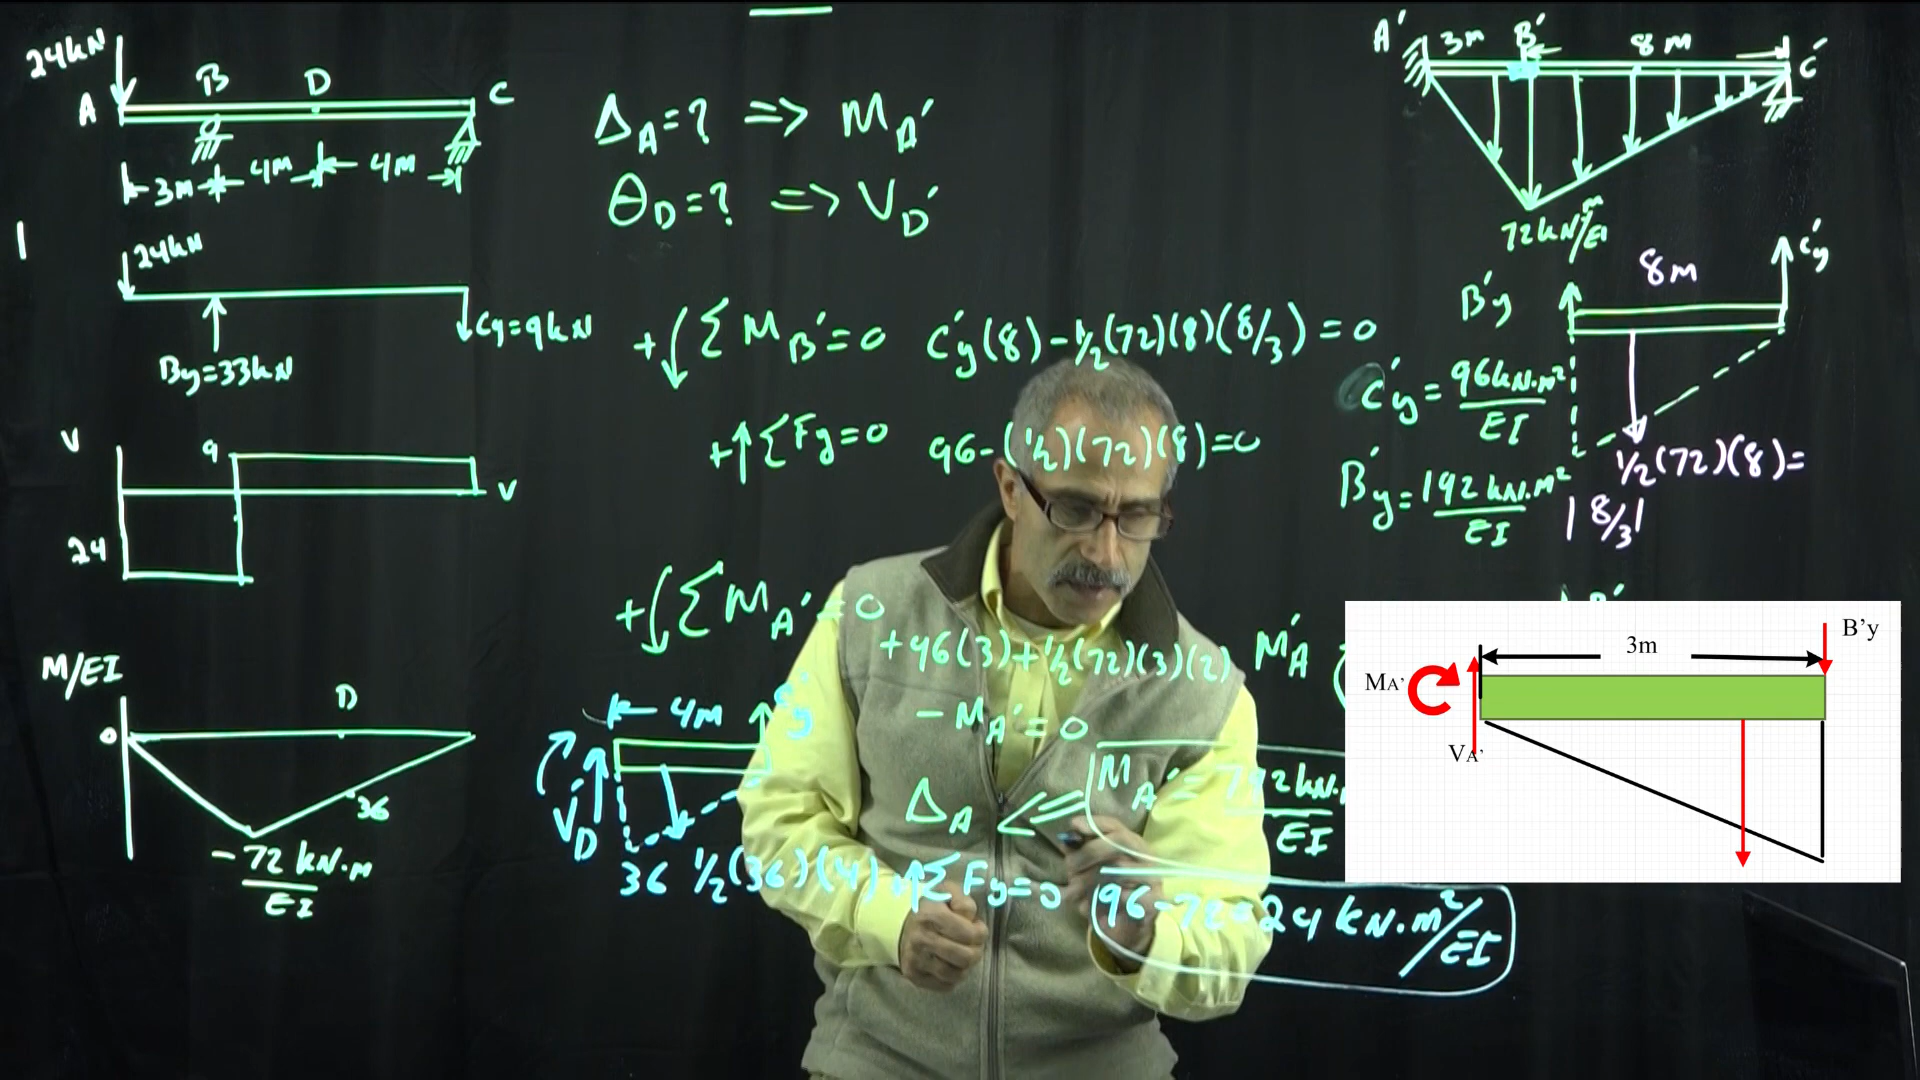 24kN
A B D C
3m 4m 4m
24kN
By=33kN
Cy=9kN
V
9
V
24
M/EI
0
D
36
-72 kN·m
EI
ΔA=? => MA'
θD=? => VD'
+ΣMB'=0 C'y(8)-1/2(72)(8)(8/3)=0
+↑ΣFy=0 96-(1/2)(72)(8)=0
+ΣMA'=0
+96(3)+1/2(72)(3)(2)
-MA'=0
M'A
ΔA <= MA'=792kN.
EI
4m
VD'
36 1/2(36)(4) +↑ΣFy=0
96-72=24 kN·m²/EI
A' 3m B' 8m C'
72kN·m/EI
8m
B'y
C'y
C'y=96kN·m²
EI
B'y=192kN·m²
EI
1/2(72)(8)=
8/3
3m
B'y
MA'
VA'